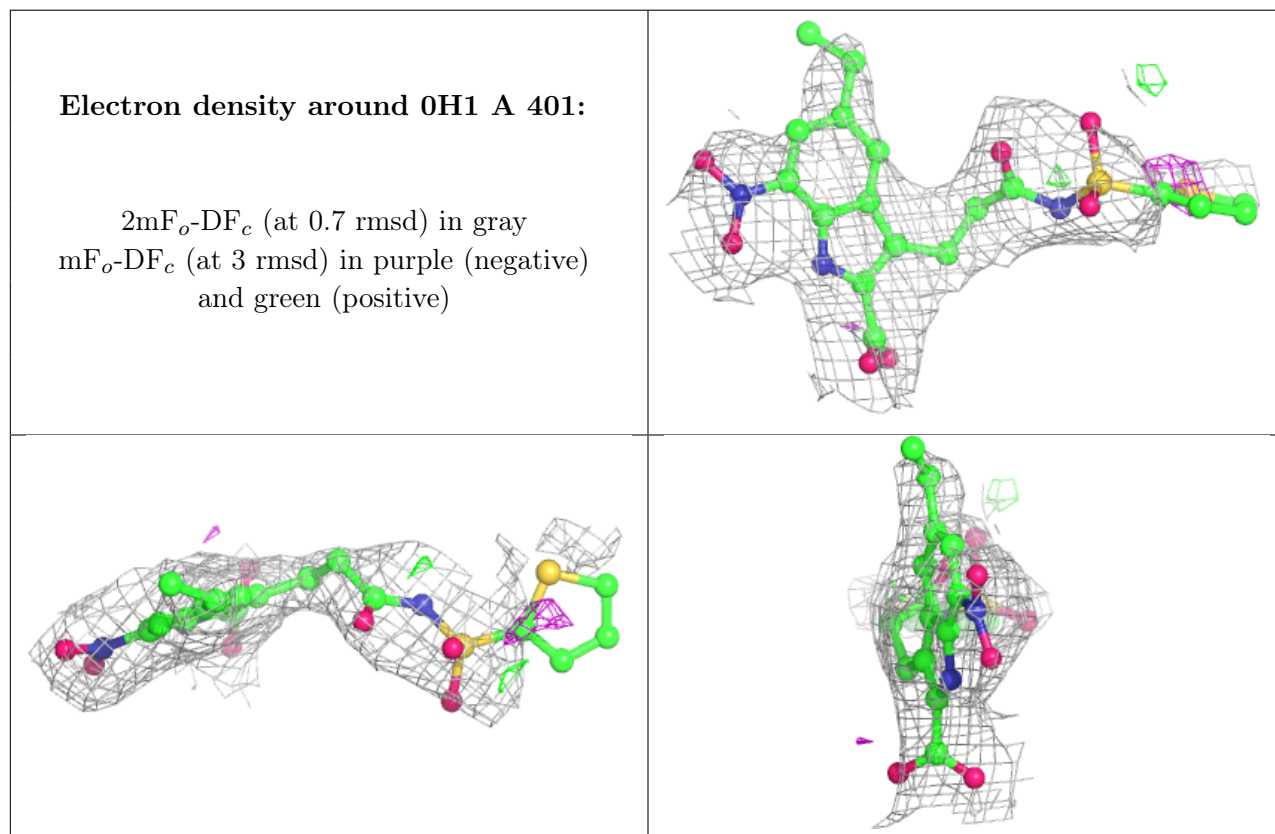 Electron density around 0H1 A 401:
2mFo-DFc (at 0.7 rmsd) in gray
mFo-DFc (at 3 rmsd) in purple (negative)
and green (positive)